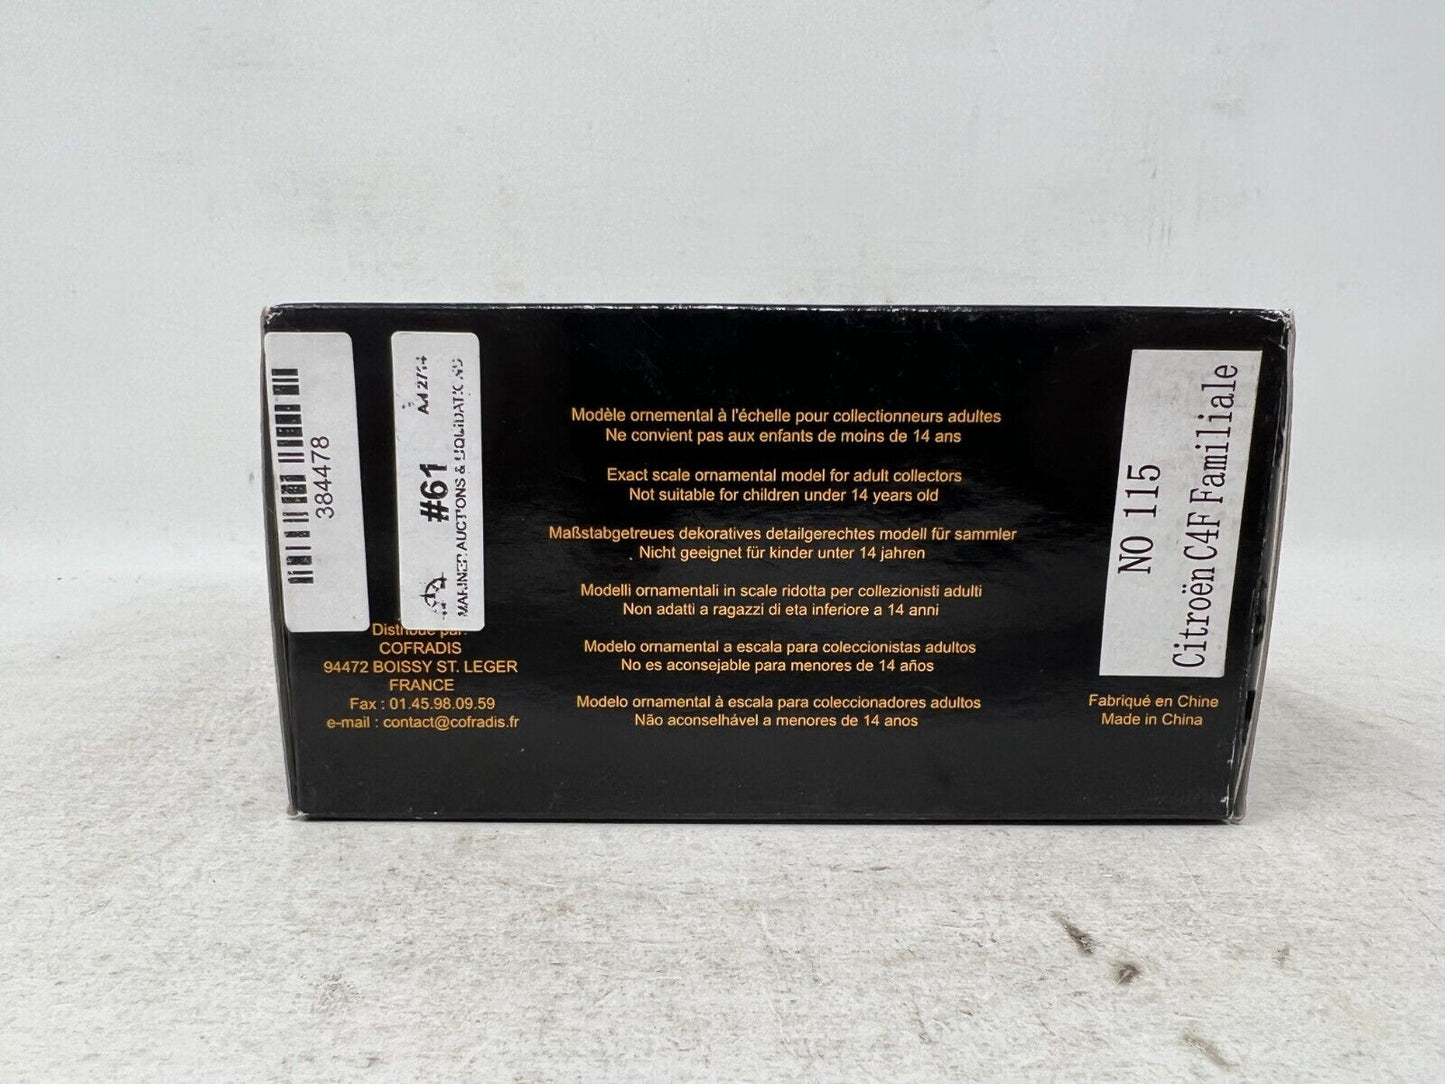 384478
#61
MARINER AUCTIONS & LIQUIDATIONS
Distribué par:
COFRADIS
94472 BOISSY ST. LEGER
FRANCE
Fax : 01.45.98.09.59
e-mail : contact@cofradis.fr
Modèle ornemental à l'échelle pour collectionneurs adultes
Ne convient pas aux enfants de moins de 14 ans
Exact scale ornamental model for adult collectors
Not suitable for children under 14 years old
Maßstabgetreues dekoratives detailgerechtes modell für sammler
Nicht geeignet für kinder unter 14 jahren
Modelli ornamentali in scale ridotta per collezionisti adulti
Non adatti a ragazzi di eta inferiore a 14 anni
Modelo ornamental a escala para coleccionistas adultos
No es aconsejable para menores de 14 años
Modelo ornamental à escala para coleccionadores adultos
Não aconselhável a menores de 14 anos
NO 115
Citroën C4F Familiale
Fabriqué en Chine
Made in China